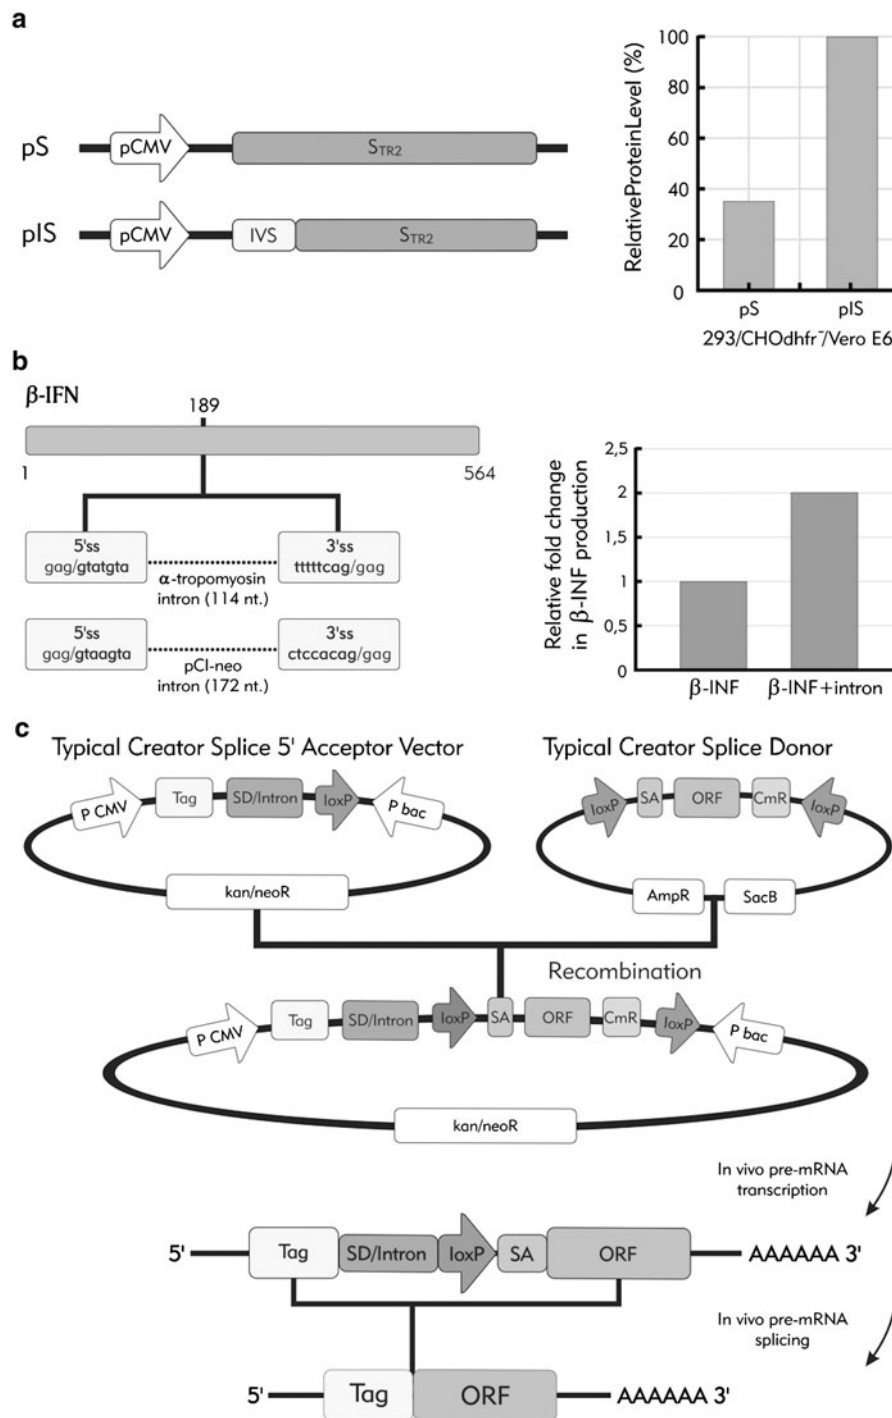 a
pS
pCMV
STR2
pIS
pCMV
IVS
STR2
RelativeProteinLevel (%)
100
80
60
40
20
0
pS
pIS
293/CHOdhfr-/Vero E6
b
β-IFN
189
1
564
5'ss
gag/gtatgta
3'ss
tttttcag/gag
α-tropomyosin
intron (114 nt.)
5'ss
gag/gtaagta
3'ss
ctccacag/gag
pCI-neo
intron (172 nt.)
Relative fold change
in β-INF production
2,5
2
1,5
1
0,5
0
β-INF
β-INF+intron
c
Typical Creator Splice 5' Acceptor Vector
P CMV
Tag
SD/Intron
loxP
P bac
kan/neoR
Typical Creator Splice Donor
loxP
SA
ORF
CmR
loxP
AmpR
SacB
Recombination
P CMV
Tag
SD/Intron
loxP
SA
ORF
CmR
loxP
P bac
kan/neoR
In vivo pre-mRNA
transcription
5'
Tag
SD/Intron
loxP
SA
ORF
AAAAAA 3'
In vivo pre-mRNA
splicing
5'
Tag
ORF
AAAAAA 3'